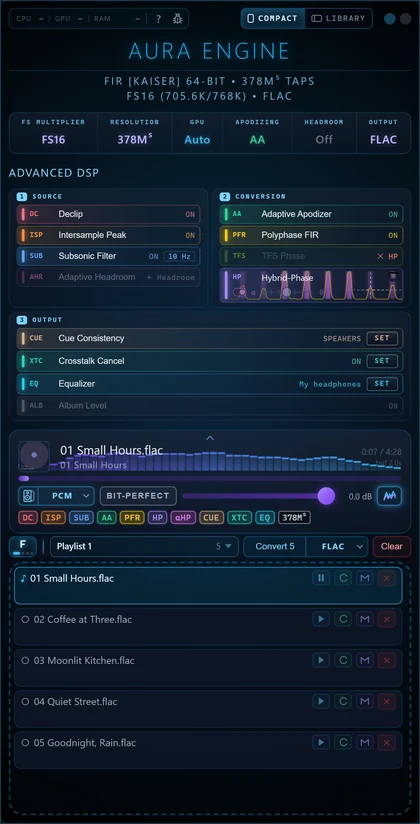 CPU – | GPU – | RAM – | ?
COMPACT LIBRARY
AURA ENGINE
FIR [KAISER] 64-BIT • 378Mˢ TAPS
FS16 (705.6K/768K) • FLAC
FS MULTIPLIER RESOLUTION GPU APODIZING HEADROOM OUTPUT
FS16 378Mˢ Auto AA Off FLAC
ADVANCED DSP
1 SOURCE
DC Declip ON
ISP Intersample Peak ON
SUB Subsonic Filter ON 10 Hz
AHR Adaptive Headroom + Headroom
2 CONVERSION
AA Adaptive Apodizer ON
PFR Polyphase FIR ON
TFS TFS Phase × HP
HP Hybrid-Phase
3 OUTPUT
CUE Cue Consistency SPEAKERS SET
XTC Crosstalk Cancel ON SET
EQ Equalizer My headphones SET
ALB Album Level ON
01 Small Hours.flac 0:07 / 4:28
01 Small Hours
PCM BIT-PERFECT 0.0 dB
DC ISP SUB AA PFR HP αHP CUE XTC EQ 378Mˢ
F Playlist 1 5 Convert 5 FLAC Clear
01 Small Hours.flac C M ×
02 Coffee at Three.flac C M ×
03 Moonlit Kitchen.flac C M ×
04 Quiet Street.flac C M ×
05 Goodnight, Rain.flac C M ×